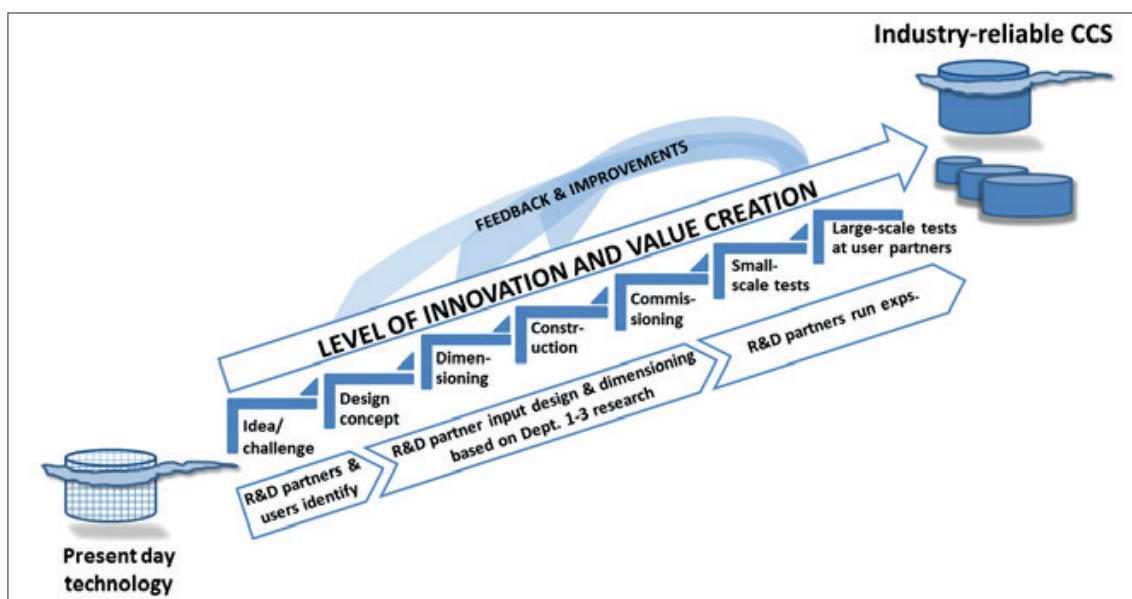 Industry-reliable CCS
FEEDBACK & IMPROVEMENTS
LEVEL OF INNOVATION AND VALUE CREATION
Idea/
challenge
Design
concept
Dimen-
sioning
Constr-
uction
Commis-
sioning
Small-
scale tests
Large-scale tests
at user partners
R&D partners &
users identify
R&D partner input design & dimensioning
based on Dept. 1-3 research
R&D partners run exps.
Present day
technology